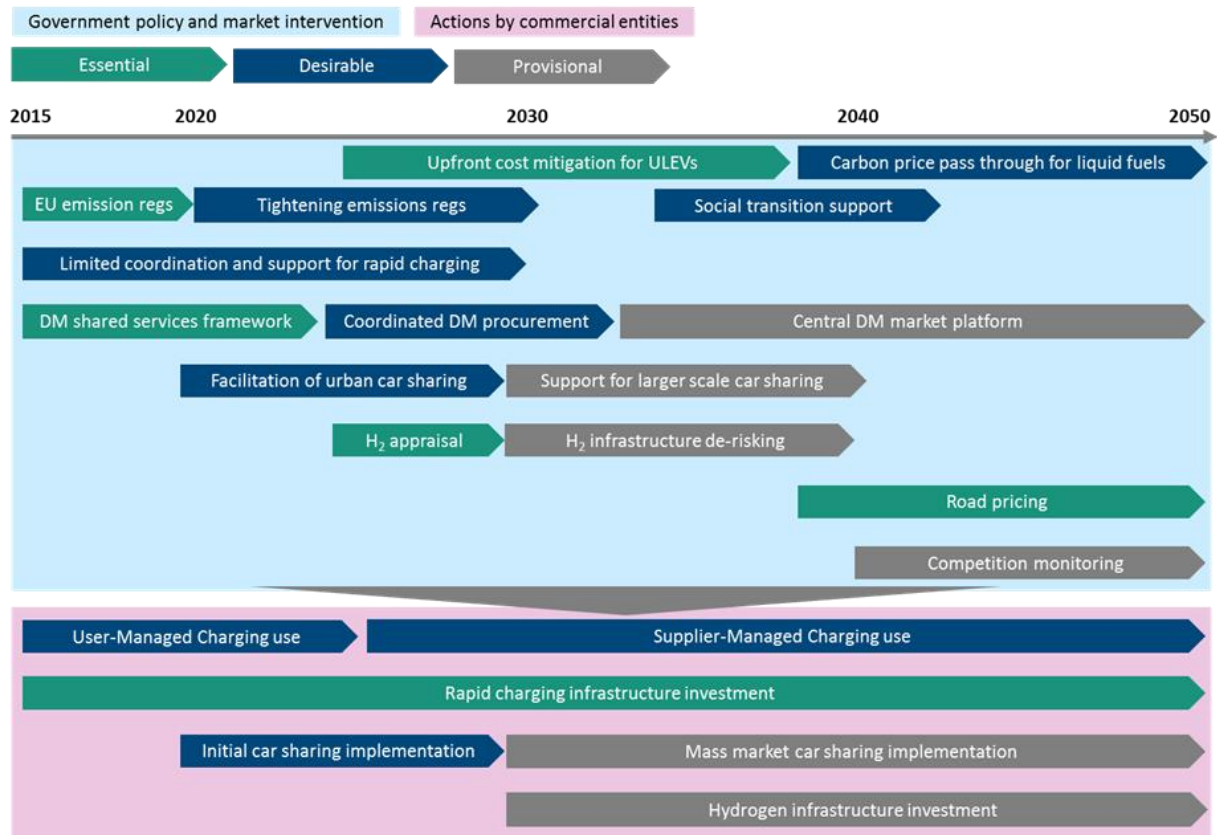 Government policy and market intervention
Actions by commercial entities
Essential
Desirable
Provisional
2015
2020
2030
2040
2050
Upfront cost mitigation for ULEVs
Carbon price pass through for liquid fuels
EU emission regs
Tightening emissions regs
Social transition support
Limited coordination and support for rapid charging
DM shared services framework
Coordinated DM procurement
Central DM market platform
Facilitation of urban car sharing
Support for larger scale car sharing
H₂ appraisal
H₂ infrastructure de-risking
Road pricing
Competition monitoring
User-Managed Charging use
Supplier-Managed Charging use
Rapid charging infrastructure investment
Initial car sharing implementation
Mass market car sharing implementation
Hydrogen infrastructure investment